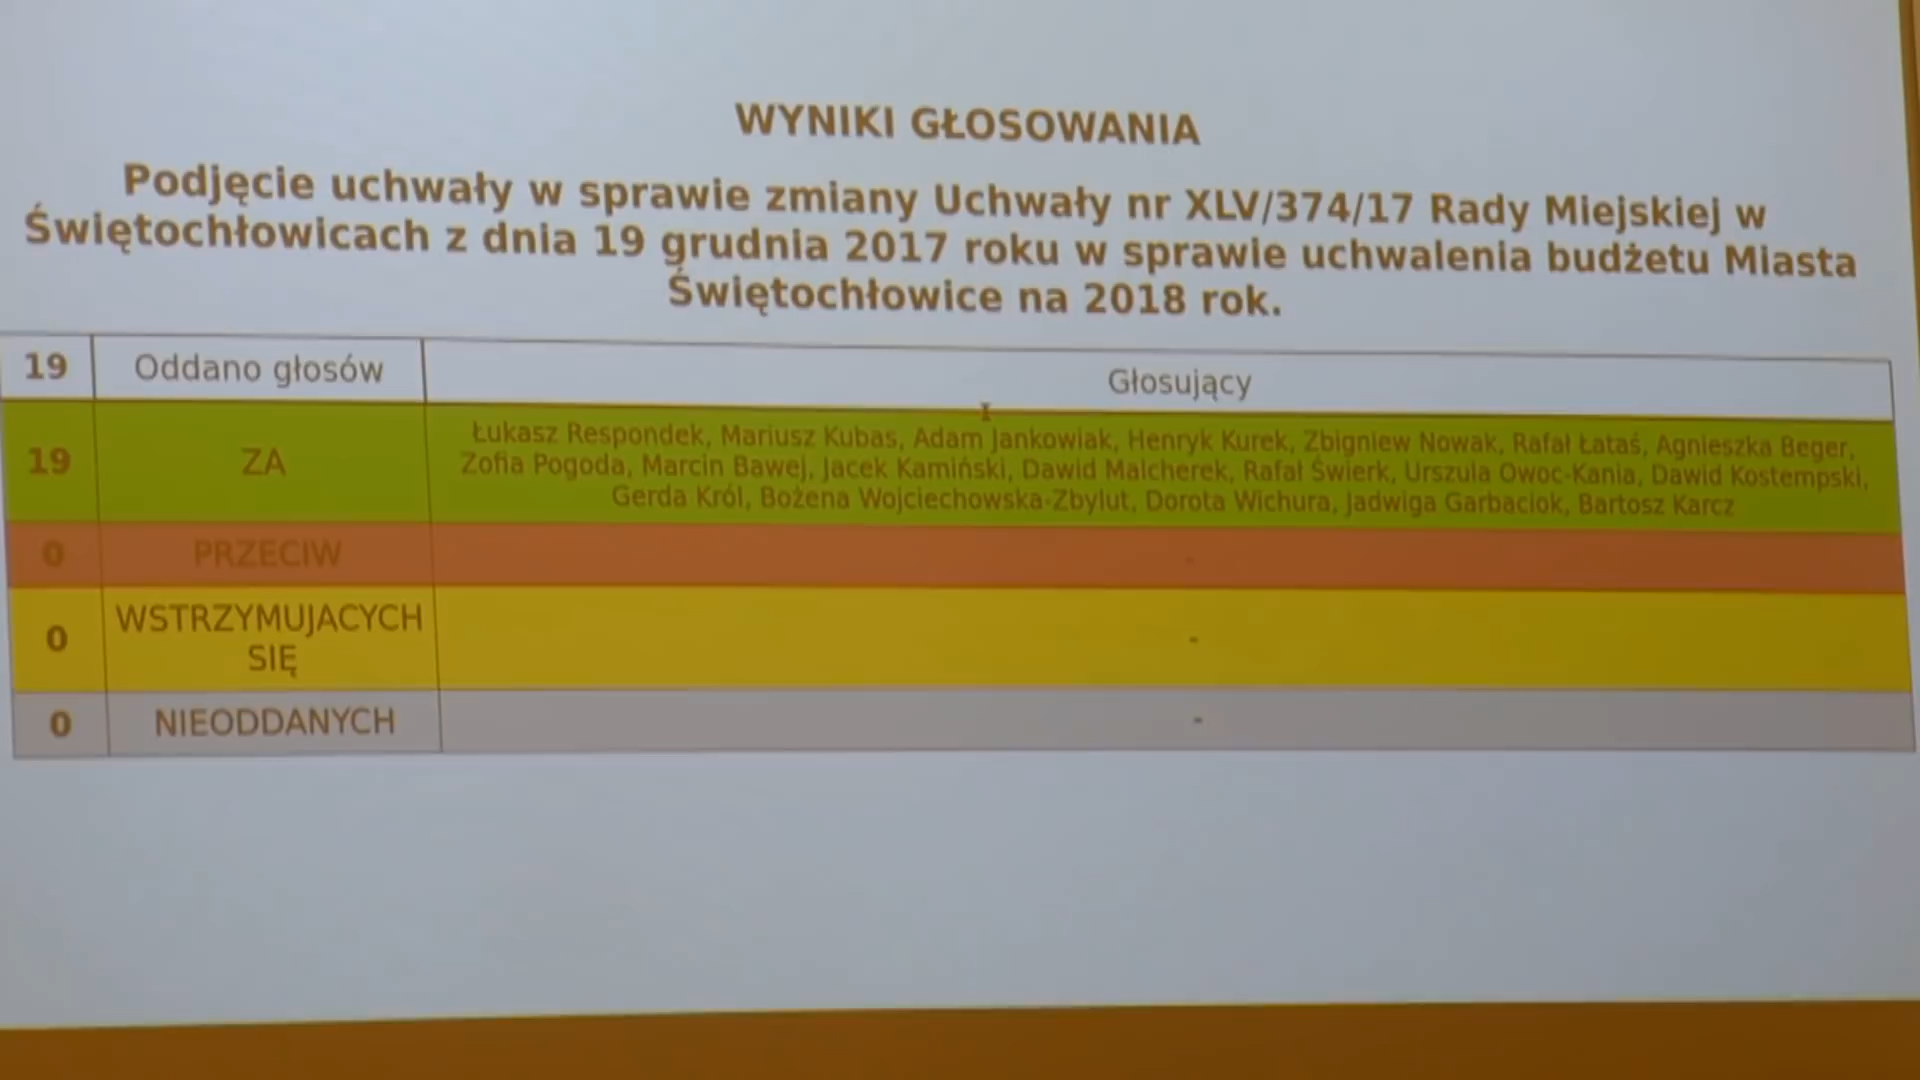 WYNIKI GŁOSOWANIA
Podjęcie uchwały w sprawie zmiany Uchwały nr XLV/374/17 Rady Miejskiej w
Świętochłowicach z dnia 19 grudnia 2017 roku w sprawie uchwalenia budżetu Miasta
Świętochłowice na 2018 rok.
19 Oddano głosów Głosujący
Łukasz Respondek, Mariusz Kubas, Adam Jankowiak, Henryk Kurek, Zbigniew Nowak, Rafał Łataś, Agnieszka Beger,
19 ZA Zofia Pogoda, Marcin Bawej, Jacek Kamiński, Dawid Malcherek, Rafał Świerk, Urszula Owoc-Kania, Dawid Kostempski,
Gerda Król, Bożena Wojciechowska-Zbylut, Dorota Wichura, Jadwiga Garbaciok, Bartosz Karcz
0 PRZECIW -
0 WSTRZYMUJACYCH -
SIĘ
0 NIEODDANYCH -